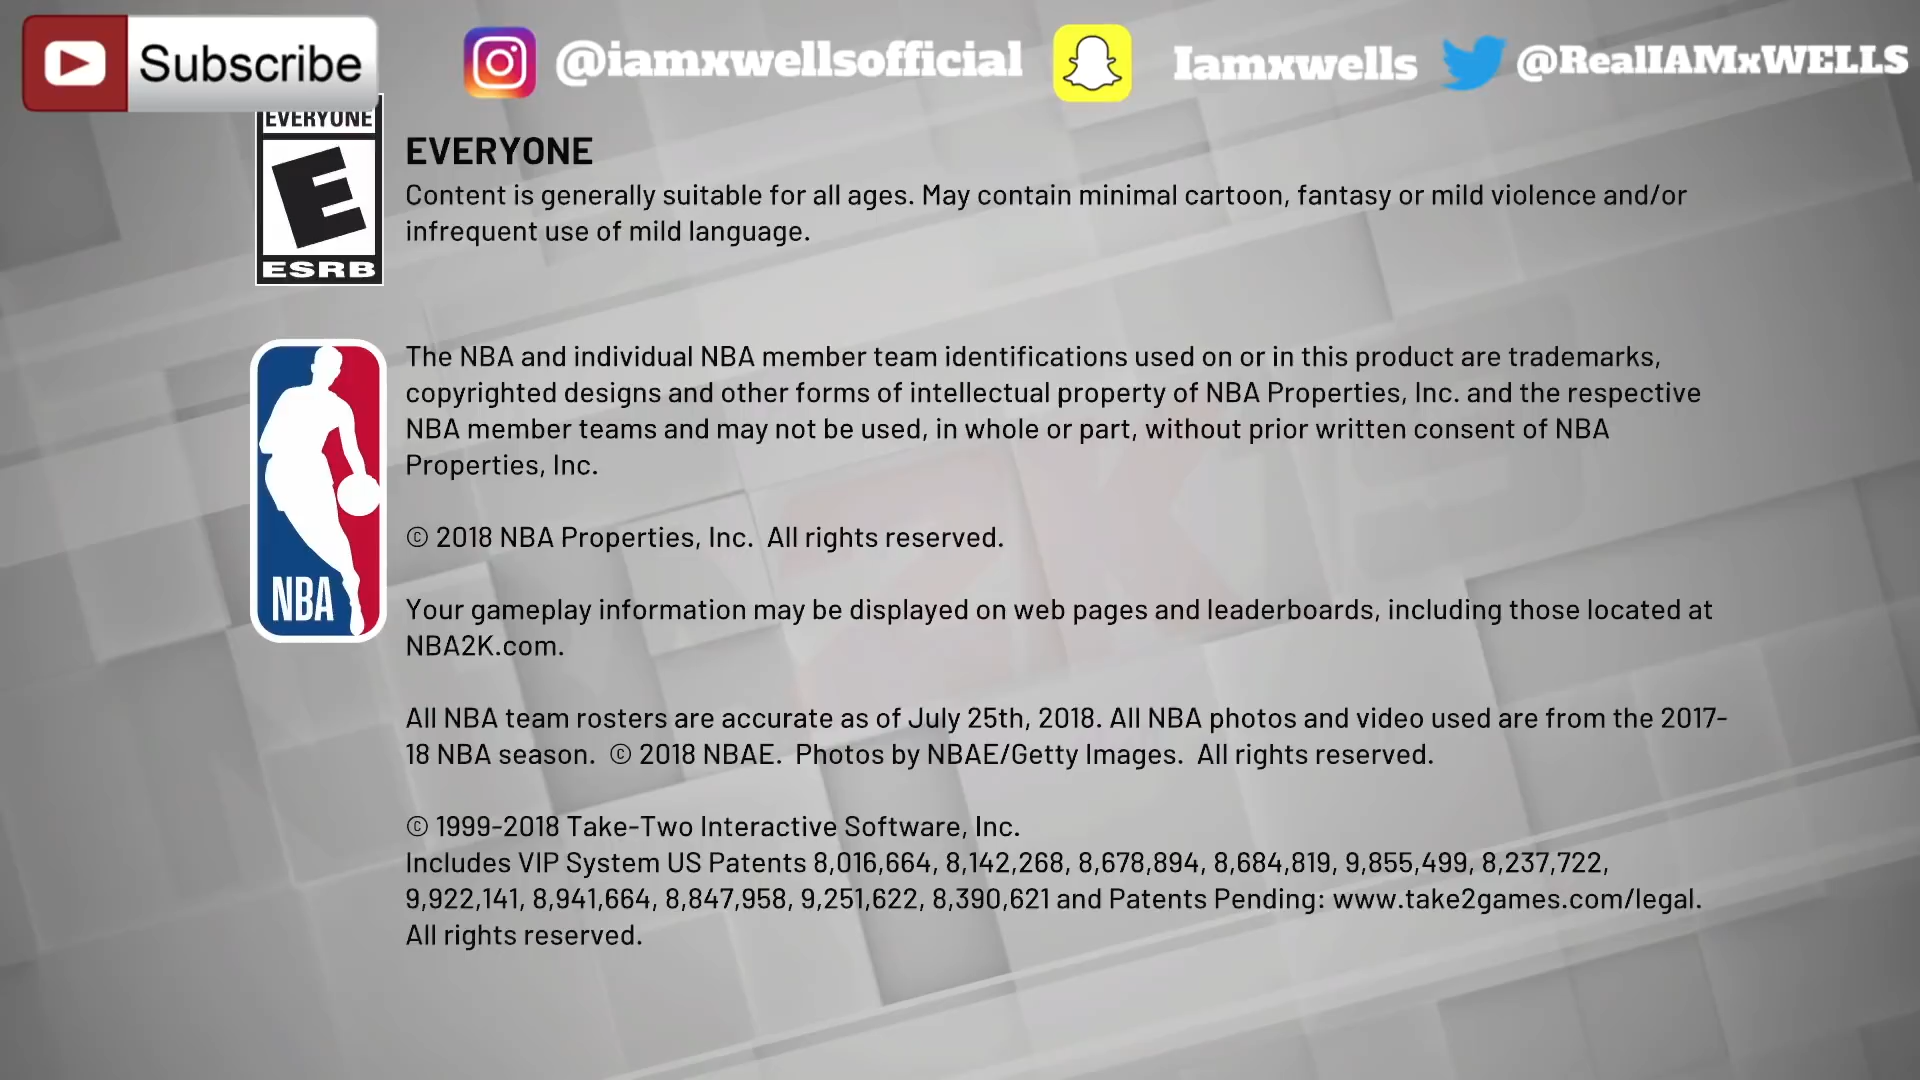 Subscribe
@iamxwellsofficial
Iamxwells
@RealIAMxWELLS
EVERYONE
E
ESRB
EVERYONE
Content is generally suitable for all ages. May contain minimal cartoon, fantasy or mild violence and/or
infrequent use of mild language.
NBA
The NBA and individual NBA member team identifications used on or in this product are trademarks,
copyrighted designs and other forms of intellectual property of NBA Properties, Inc. and the respective
NBA member teams and may not be used, in whole or part, without prior written consent of NBA
Properties, Inc.
© 2018 NBA Properties, Inc.  All rights reserved.
Your gameplay information may be displayed on web pages and leaderboards, including those located at
NBA2K.com.
All NBA team rosters are accurate as of July 25th, 2018. All NBA photos and video used are from the 2017-
18 NBA season.  © 2018 NBAE.  Photos by NBAE/Getty Images.  All rights reserved.
© 1999-2018 Take-Two Interactive Software, Inc.
Includes VIP System US Patents 8,016,664, 8,142,268, 8,678,894, 8,684,819, 9,855,499, 8,237,722,
9,922,141, 8,941,664, 8,847,958, 9,251,622, 8,390,621 and Patents Pending: www.take2games.com/legal.
All rights reserved.